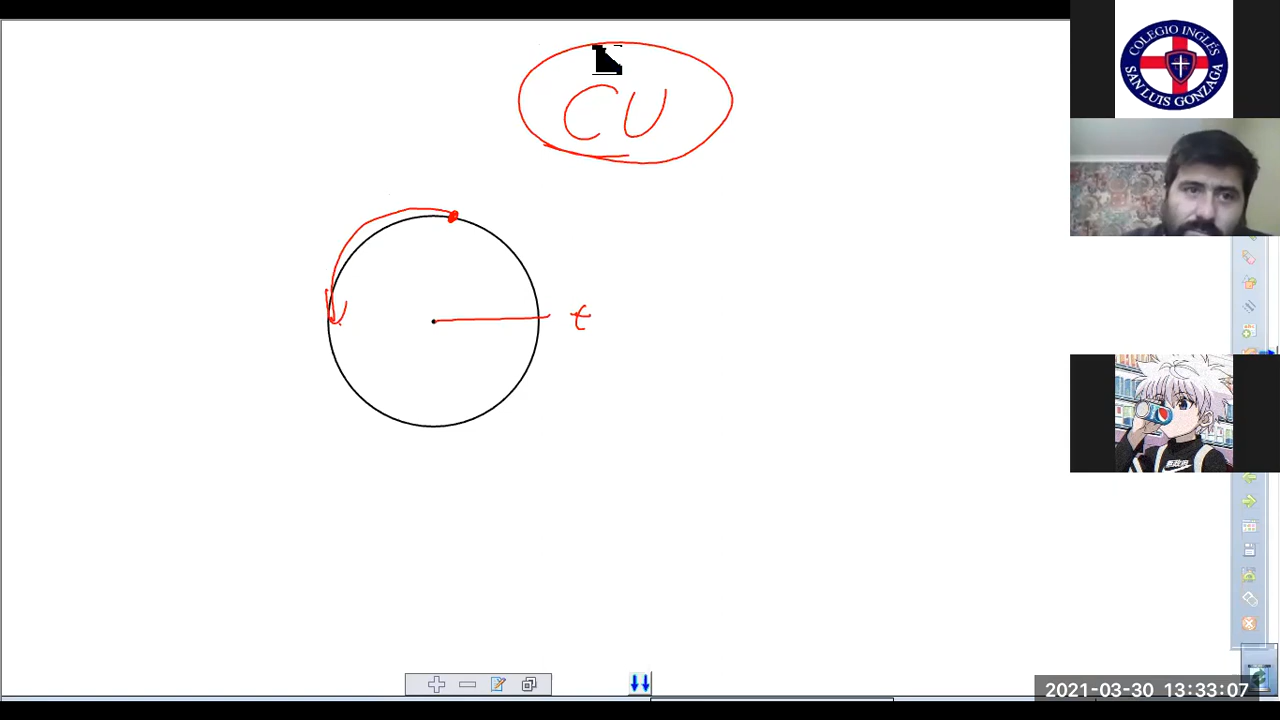 CU
t
COLEGIO INGLÉS
SAN LUIS GONZAGA
2021-03-30 13:33:07